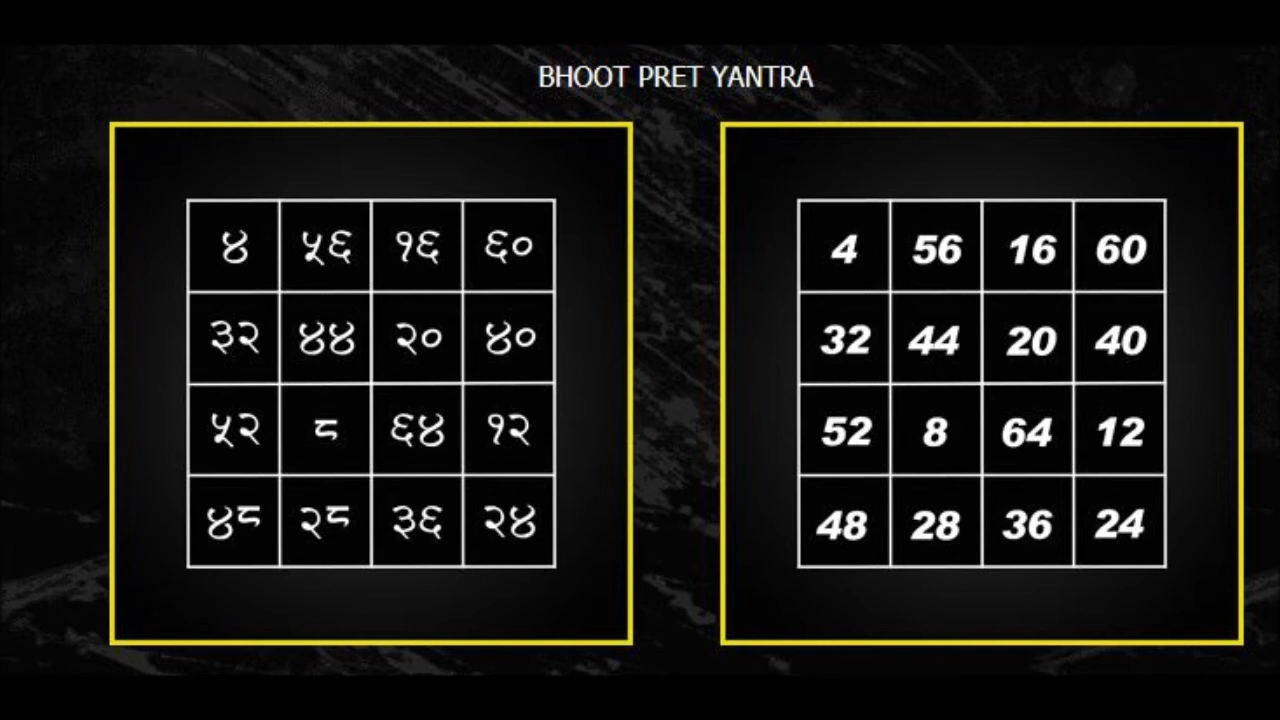 BHOOT PRET YANTRA
४ ५६ १६ ६०
३२ ४४ २० ४०
५२ ८ ६४ १२
४८ २८ ३६ २४
4 56 16 60
32 44 20 40
52 8 64 12
48 28 36 24